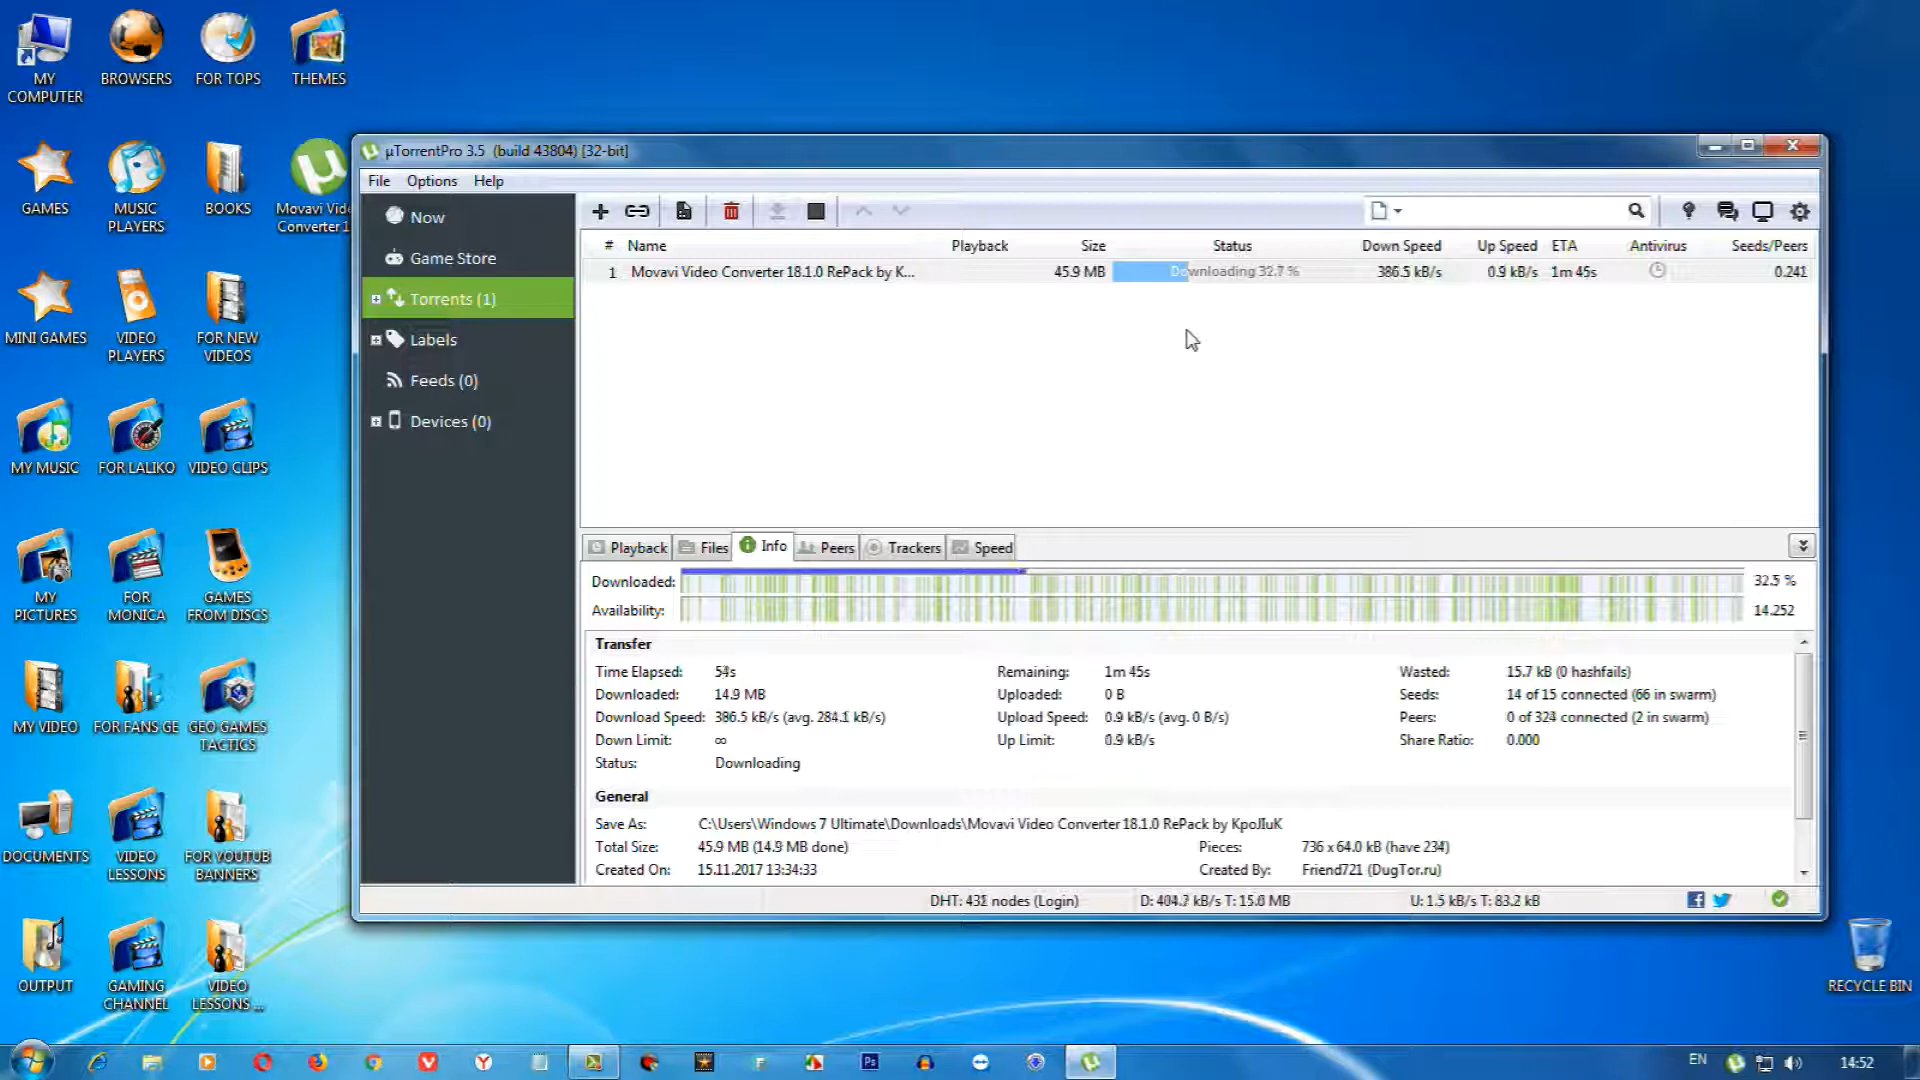 MY COMPUTER
BROWSERS
FOR TOPS
THEMES
GAMES
MUSIC PLAYERS
BOOKS
Movavi Vide
Converter 1
MINI GAMES
VIDEO PLAYERS
FOR NEW VIDEOS
MY MUSIC
FOR LALIKO
VIDEO CLIPS
MY PICTURES
FOR MONICA
GAMES FROM DISCS
MY VIDEO
FOR FANS GE
GEO GAMES TACTICS
DOCUMENTS
VIDEO LESSONS
FOR YOUTUB BANNERS
OUTPUT
GAMING CHANNEL
VIDEO LESSONS ...
RECYCLE BIN
µTorrentPro 3.5 (build 43804) [32-bit]
File Options Help
Now
Game Store
Torrents (1)
Labels
Feeds (0)
Devices (0)
# Name Playback Size Status Down Speed Up Speed ETA Antivirus Seeds/Peers
1 Movavi Video Converter 18.1.0 RePack by K... 45.9 MB Downloading 32.7 % 386.5 kB/s 0.9 kB/s 1m 45s 0.241
Playback Files Info Peers Trackers Speed
Downloaded: 32.5 %
Availability: 14.252
Transfer
Time Elapsed: 54s Remaining: 1m 45s Wasted: 15.7 kB (0 hashfails)
Downloaded: 14.9 MB Uploaded: 0 B Seeds: 14 of 15 connected (66 in swarm)
Download Speed: 386.5 kB/s (avg. 284.1 kB/s) Upload Speed: 0.9 kB/s (avg. 0 B/s) Peers: 0 of 324 connected (2 in swarm)
Down Limit: ∞ Up Limit: 0.9 kB/s Share Ratio: 0.000
Status: Downloading
General
Save As: C:\Users\Windows 7 Ultimate\Downloads\Movavi Video Converter 18.1.0 RePack by KpoJIuK
Total Size: 45.9 MB (14.9 MB done) Pieces: 736 x 64.0 kB (have 234)
Created On: 15.11.2017 13:34:33 Created By: Friend721 (DugTor.ru)
DHT: 432 nodes (Login) D: 404.7 kB/s T: 15.0 MB U: 1.5 kB/s T: 83.2 kB
EN 14:52